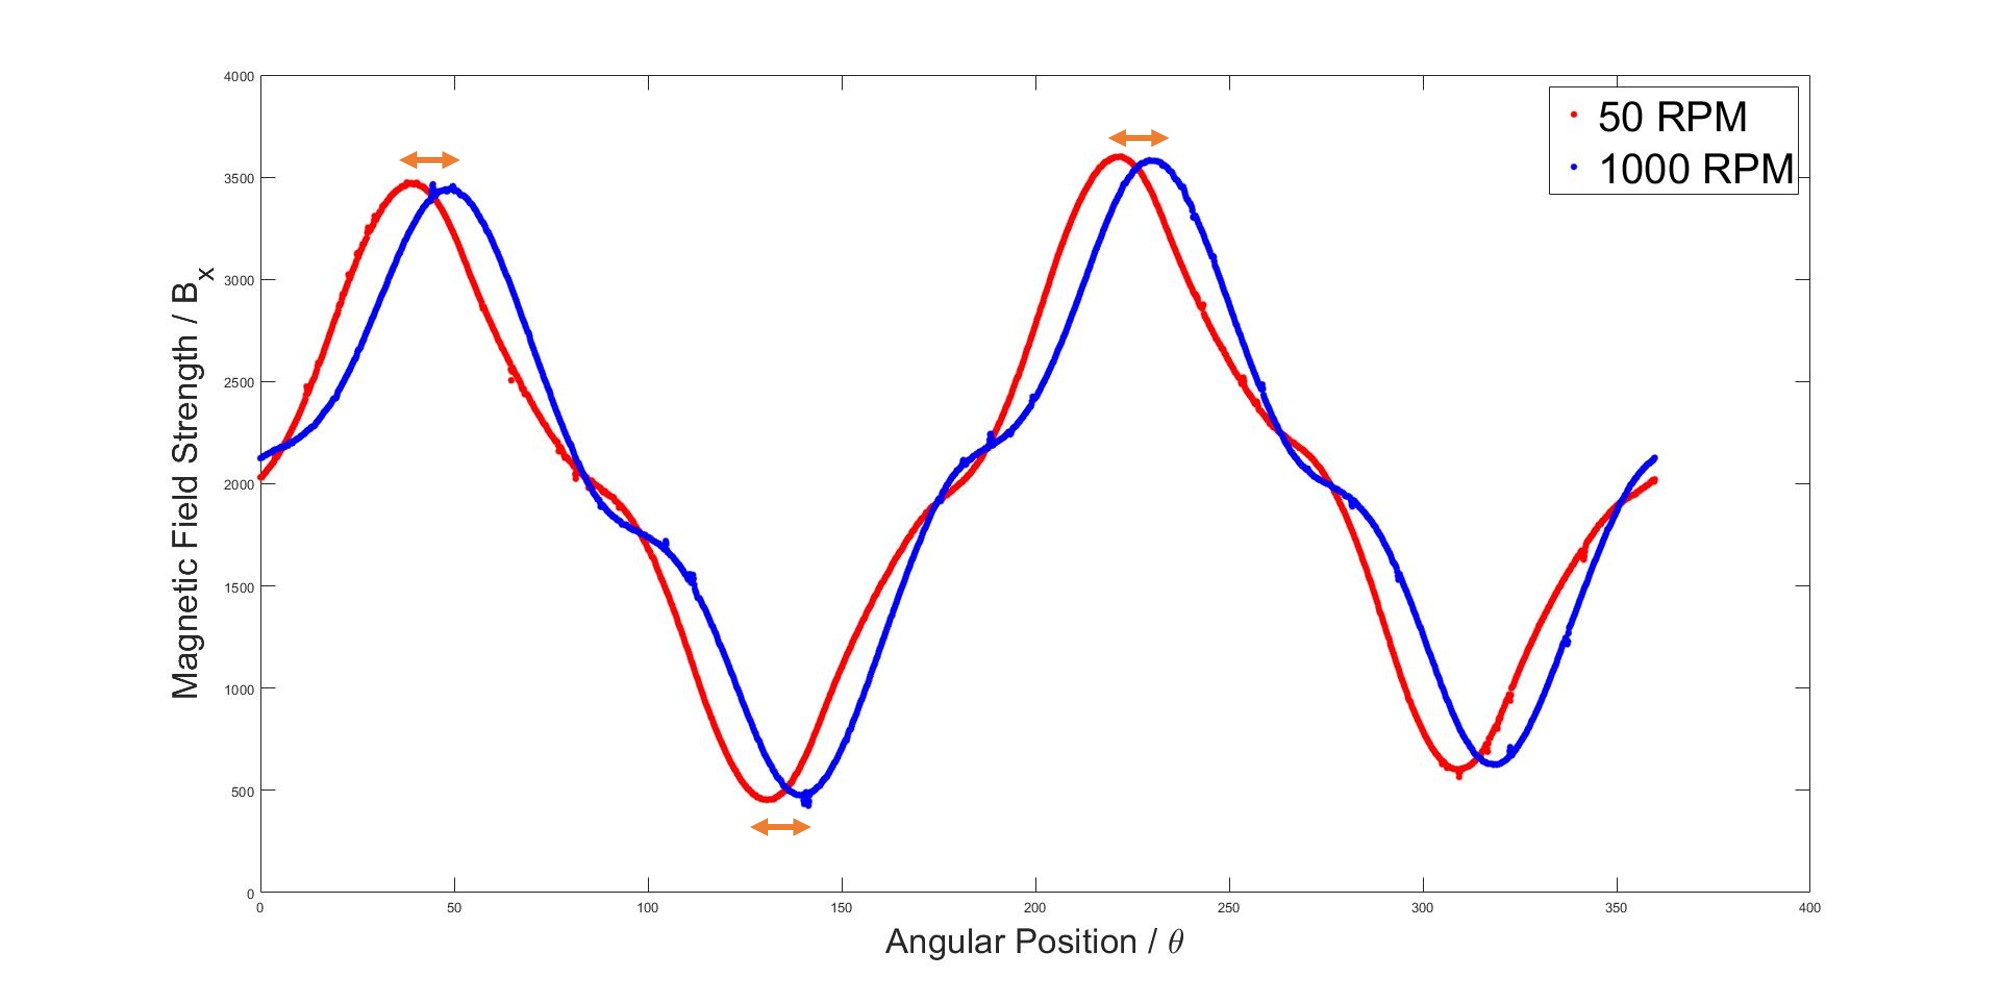 4000
3500
3000
2500
2000
1500
1000
500
0
0 50 100 150 200 250 300 350 400
Magnetic Field Strength / Bx
Angular Position / θ
50 RPM
1000 RPM